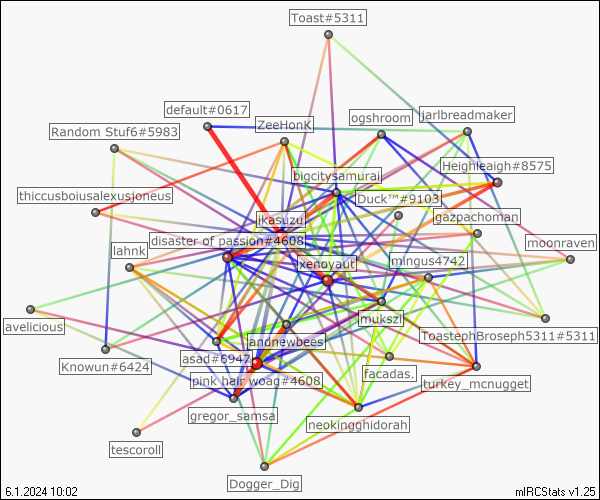 Toast#5311
default#0617
ogshroom
jarlbreadmaker
Random Stuf6#5983
ZeeHonK
Heighleaigh#8575
bigcitysamurai
thiccusboiusalexusjoneus
Duck™#9103
ikasuzu
gazpachoman
disaster of passion#4608
moonraven
lahnk
xenoyaut
mingus4742
avelicious
mukszi
ToastephBroseph5311#5311
andnewbees
asad#6947
Knowun#6424
facadas.
pink hair woag#4608
turkey_mcnugget
gregor_samsa
neokingghidorah
tescoroll
Dogger_Dig
6.1.2024 10:02
mIRCStats v1.25